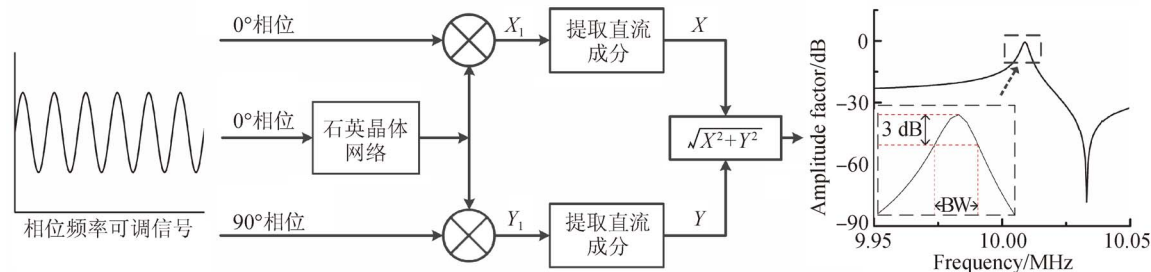 0°相位
X₁
提取直流
成分
X
0°相位
石英晶体
网络
√X²+Y²
90°相位
Y₁
提取直流
成分
Y
相位频率可调信号
Amplitude factor/dB
0
−30
−60
−90
3 dB
BW
9.95
10.00
10.05
Frequency/MHz